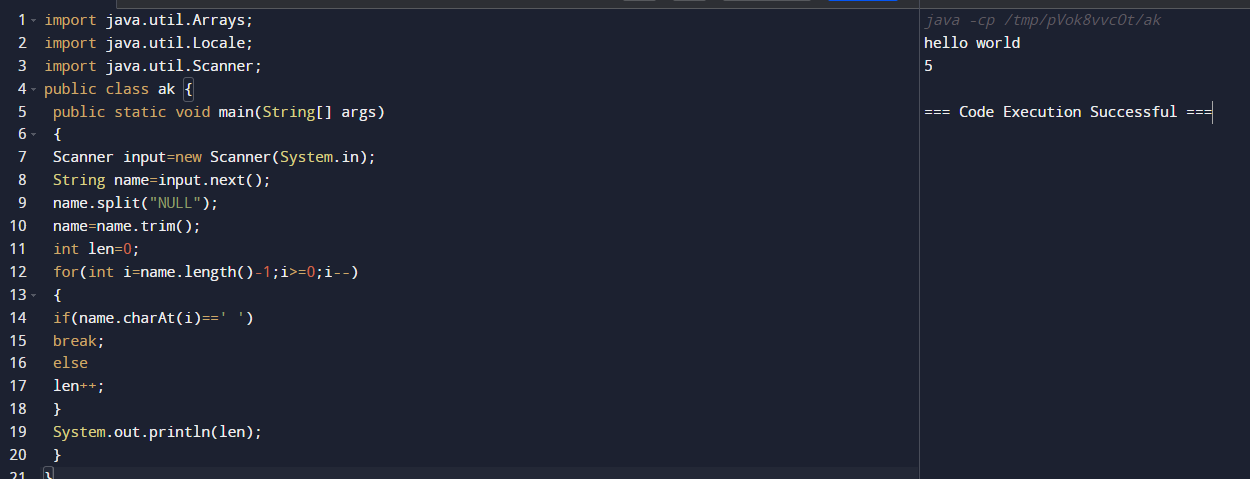 1 import java.util.Arrays;
2 import java.util.Locale;
3 import java.util.Scanner;
4 public class ak {
5 public static void main(String[] args)
6 {
7 Scanner input=new Scanner(System.in);
8 String name=input.next();
9 name.split("NULL");
10 name=name.trim();
11 int len=0;
12 for(int i=name.length()-1;i>=0;i--)
13 {
14 if(name.charAt(i)==' ')
15 break;
16 else
17 len++;
18 }
19 System.out.println(len);
20 }
21 }
java -cp /tmp/pVok8vvcOt/ak
hello world
5
=== Code Execution Successful ===